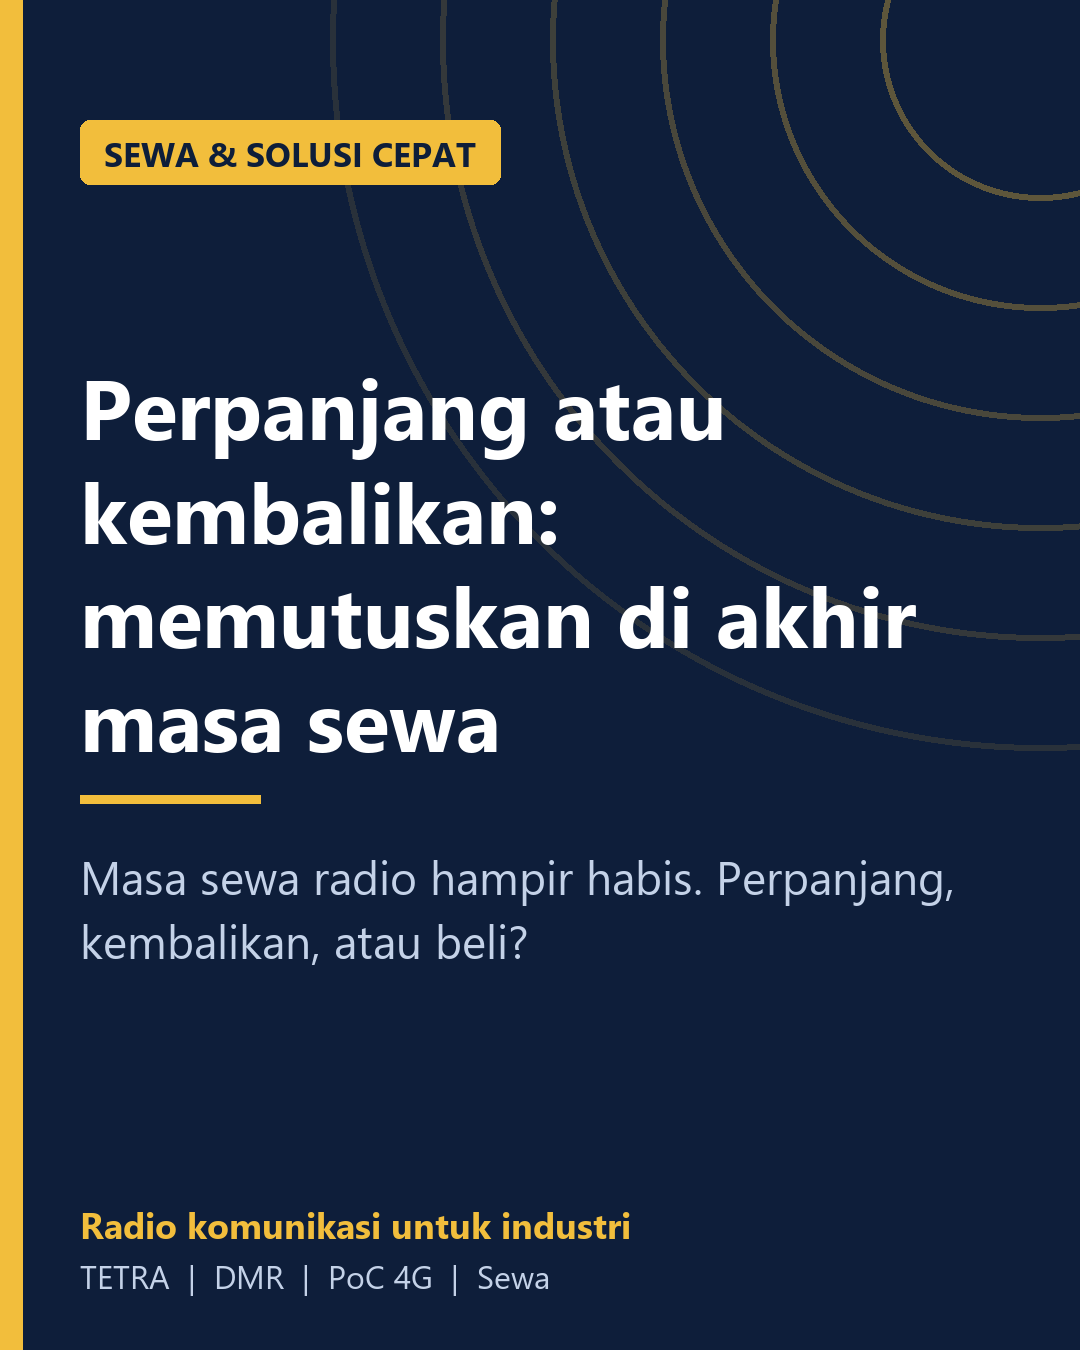 SEWA & SOLUSI CEPAT
Perpanjang atau
kembalikan:
memutuskan di akhir
masa sewa
Masa sewa radio hampir habis. Perpanjang,
kembalikan, atau beli?
Radio komunikasi untuk industri
TETRA | DMR | PoC 4G | Sewa